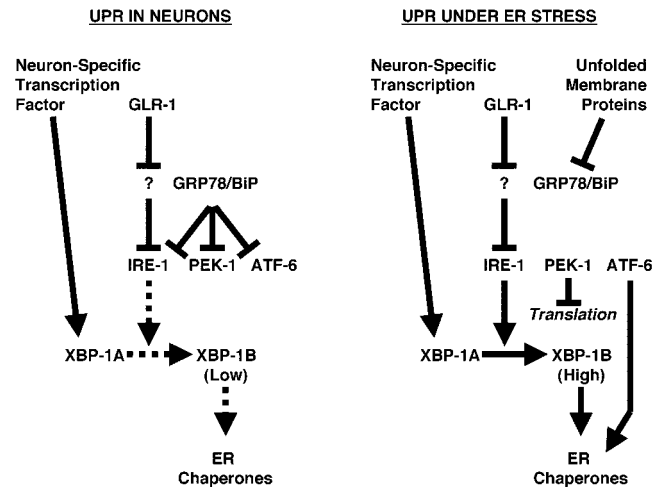 UPR IN NEURONS
Neuron-Specific
Transcription
Factor
GLR-1
?
GRP78/BiP
IRE-1
PEK-1
ATF-6
XBP-1A
XBP-1B
(Low)
ER
Chaperones
UPR UNDER ER STRESS
Neuron-Specific
Transcription
Factor
GLR-1
Unfolded
Membrane
Proteins
?
GRP78/BiP
IRE-1
PEK-1
ATF-6
Translation
XBP-1A
XBP-1B
(High)
ER
Chaperones